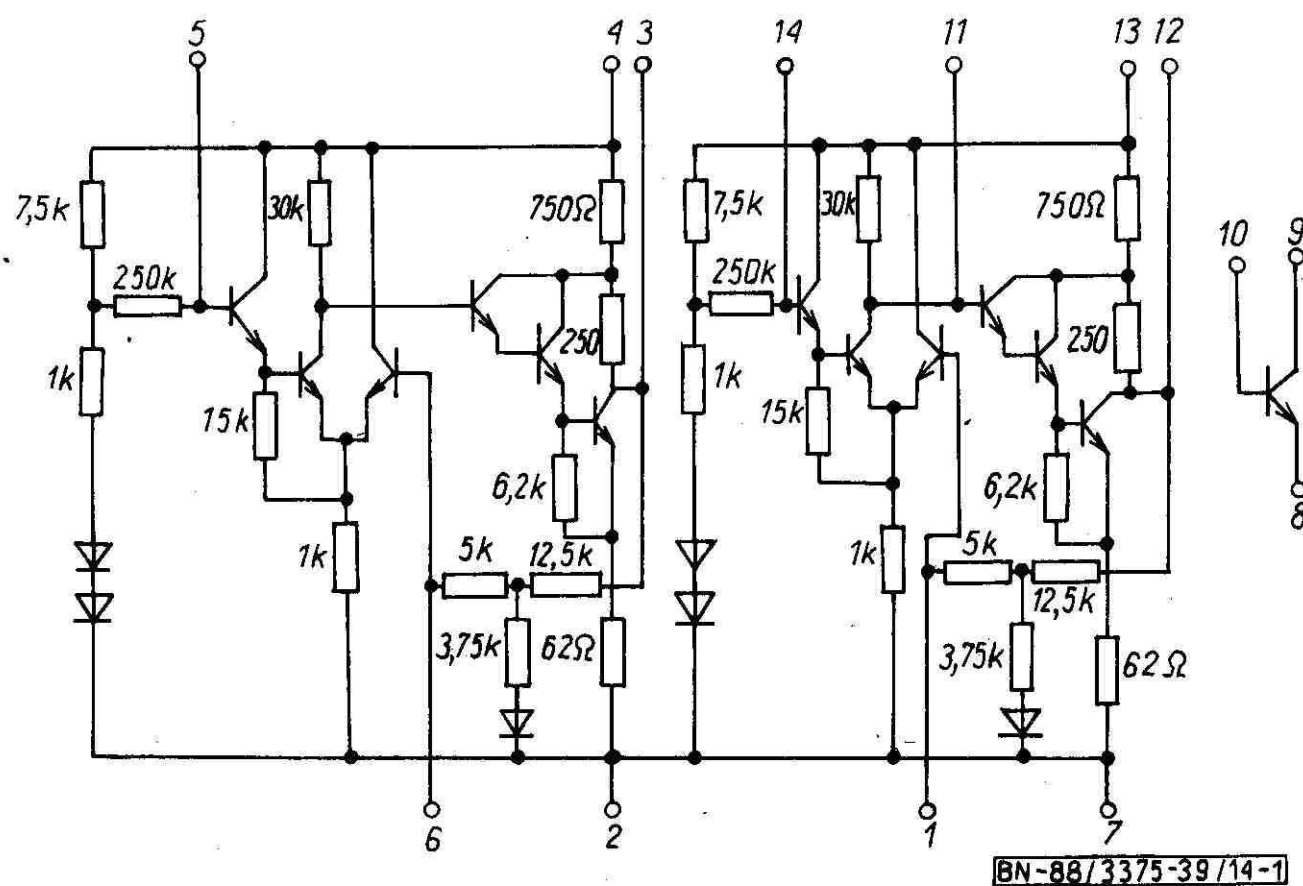 5 4 3 14 11 13 12
7,5k 30k 750Ω 7,5k 30k 750Ω
10 9
250k 250k
250 250
1k 1k
15k 15k
6,2k 6,2k
8
1k 5k 12,5k 1k 5k
12,5k
3,75k 62Ω 3,75k 62Ω
6 2 1 7
BN-88/3375-39/14-1